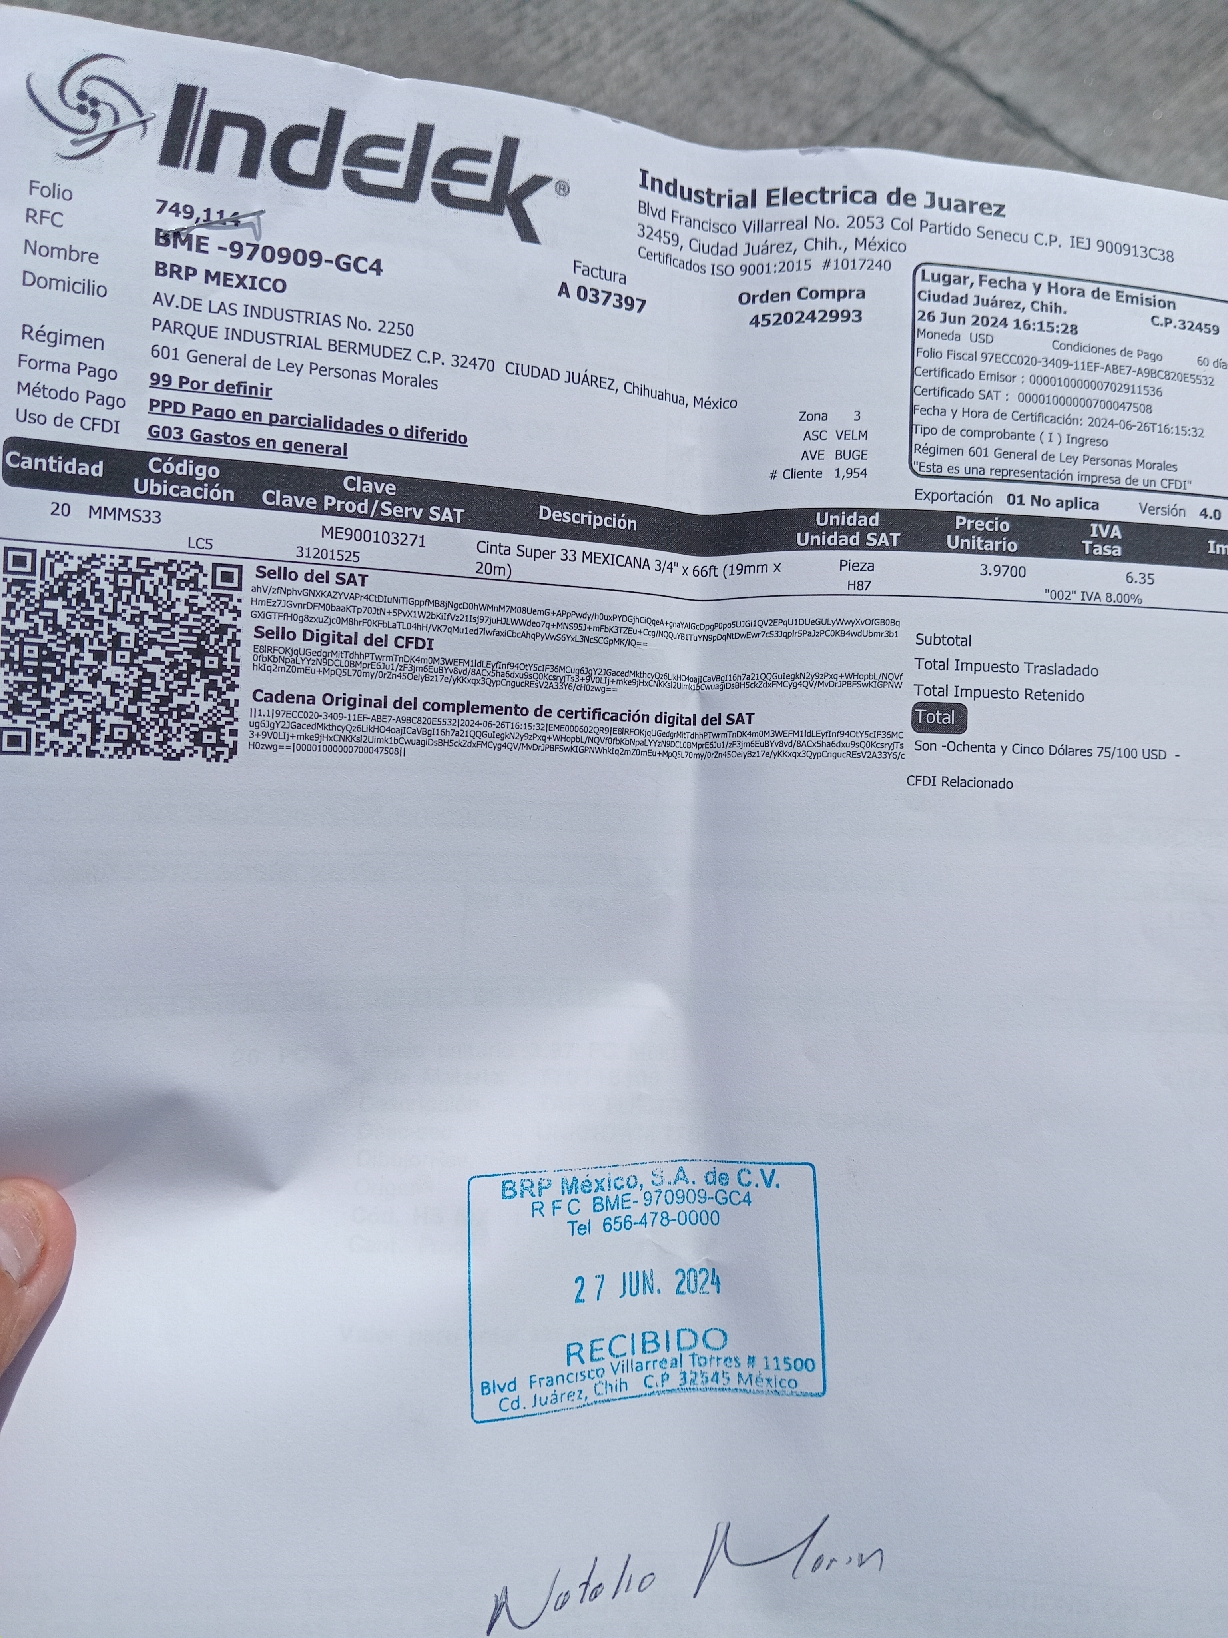 Indelek®
Industrial Electrica de Juarez
Blvd Francisco Villarreal No. 2053 Col Partido Senecu C.P. IEJ 900913C38
32459, Ciudad Juárez, Chih., México
Certificados ISO 9001:2015 #1017240
Folio 749,114
RFC BME -970909-GC4
Nombre BRP MEXICO
Domicilio AV.DE LAS INDUSTRIAS No. 2250
PARQUE INDUSTRIAL BERMUDEZ C.P. 32470 CIUDAD JUÁREZ, Chihuahua, México
Régimen 601 General de Ley Personas Morales
Forma Pago 99 Por definir
Método Pago PPD Pago en parcialidades o diferido
Uso de CFDI G03 Gastos en general
Factura
A 037397
Orden Compra
4520242993
Zona 3
ASC VELM
AVE BUGE
# Cliente 1,954
Lugar, Fecha y Hora de Emision
Ciudad Juárez, Chih. C.P.32459
26 Jun 2024 16:15:28
Moneda USD Condiciones de Pago 60 día
Folio Fiscal 97ECC020-3409-11EF-ABE7-A9BC820E5532
Certificado Emisor : 00001000000702911536
Certificado SAT : 00001000000700047508
Fecha y Hora de Certificación: 2024-06-26T16:15:32
Tipo de comprobante ( I ) Ingreso
Régimen 601 General de Ley Personas Morales
"Esta es una representación impresa de un CFDI"
Exportación 01 No aplica Versión 4.0
Cantidad Código Ubicación Clave Clave Prod/Serv SAT Descripción Unidad Unidad SAT Precio Unitario IVA Tasa Im
20 MMMS33 ME900103271 Cinta Super 33 MEXICANA 3/4" x 66ft (19mm x Pieza 3.9700 6.35
LC5 31201525 20m) H87 "002" IVA 8.00%
Sello del SAT
Sello Digital del CFDI
Cadena Original del complemento de certificación digital del SAT
Subtotal
Total Impuesto Trasladado
Total Impuesto Retenido
Total
Son -Ochenta y Cinco Dólares 75/100 USD -
CFDI Relacionado
BRP México, S.A. de C.V.
RFC BME-970909-GC4
Tel 656-478-0000
27 JUN. 2024
RECIBIDO
Blvd Francisco Villarreal Torres # 11500
Cd. Juárez, Chih C.P 32545 México
Natalio Morin